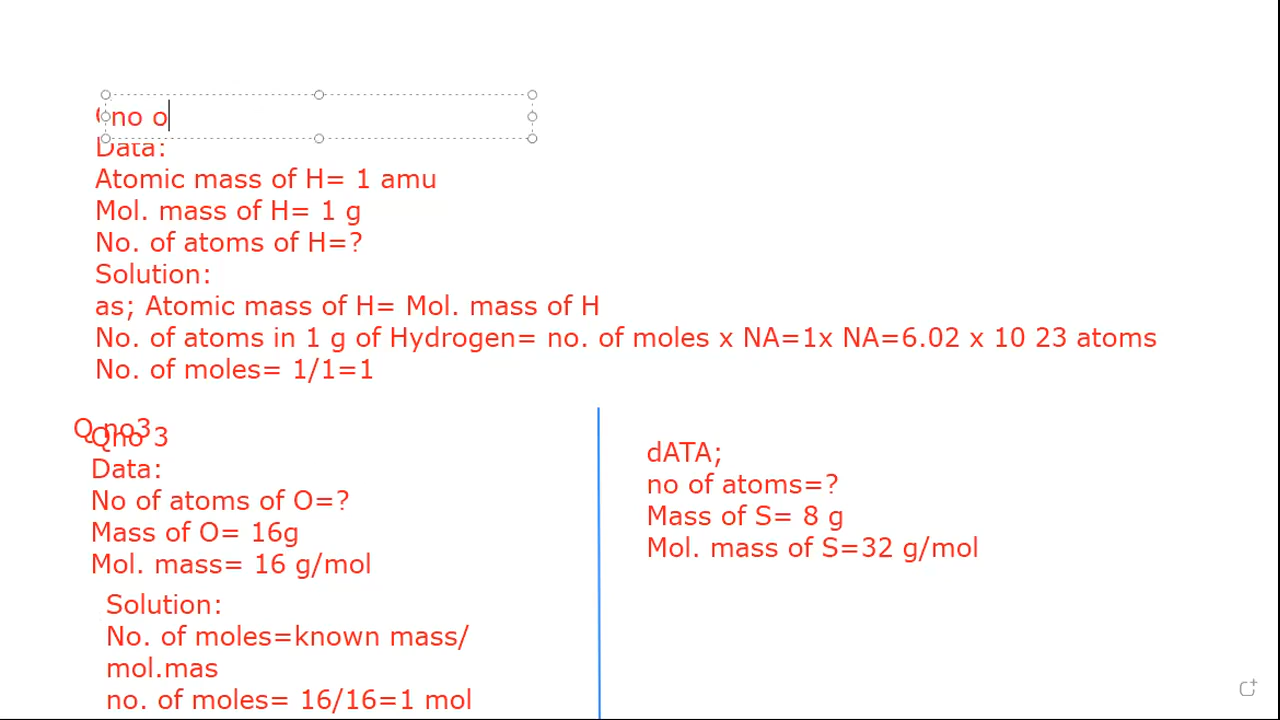 Qno o
Data:
Atomic mass of H= 1 amu
Mol. mass of H= 1 g
No. of atoms of H=?
Solution:
as; Atomic mass of H= Mol. mass of H
No. of atoms in 1 g of Hydrogen= no. of moles x NA=1x NA=6.02 x 10 23 atoms
No. of moles= 1/1=1
Q no3
Qno 3
Data:
No of atoms of O=?
Mass of O= 16g
Mol. mass= 16 g/mol
Solution:
No. of moles=known mass/
mol.mas
no. of moles= 16/16=1 mol
dATA;
no of atoms=?
Mass of S= 8 g
Mol. mass of S=32 g/mol